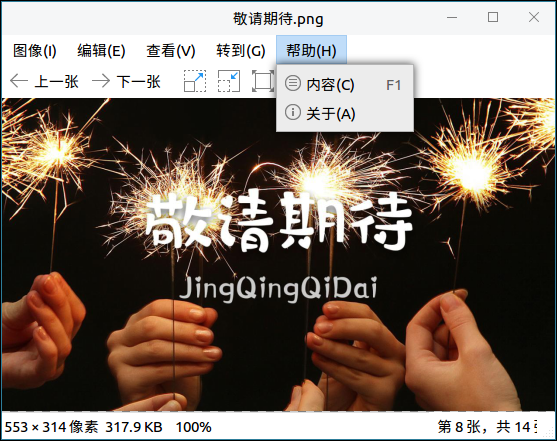 敬请期待.png
图像(I) 编辑(E) 查看(V) 转到(G) 帮助(H)
上一张 下一张
内容(C) F1
关于(A)
敬请期待
JingQingQiDai
553 × 314 像素 317.9 KB 100% 第 8 张，共 14